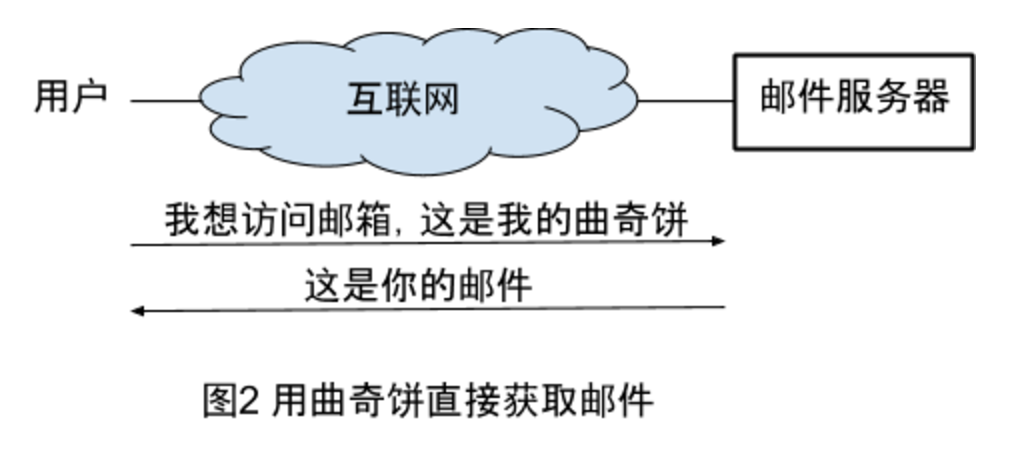 用户
互联网
邮件服务器
我想访问邮箱,这是我的曲奇饼
这是你的邮件
图2 用曲奇饼直接获取邮件